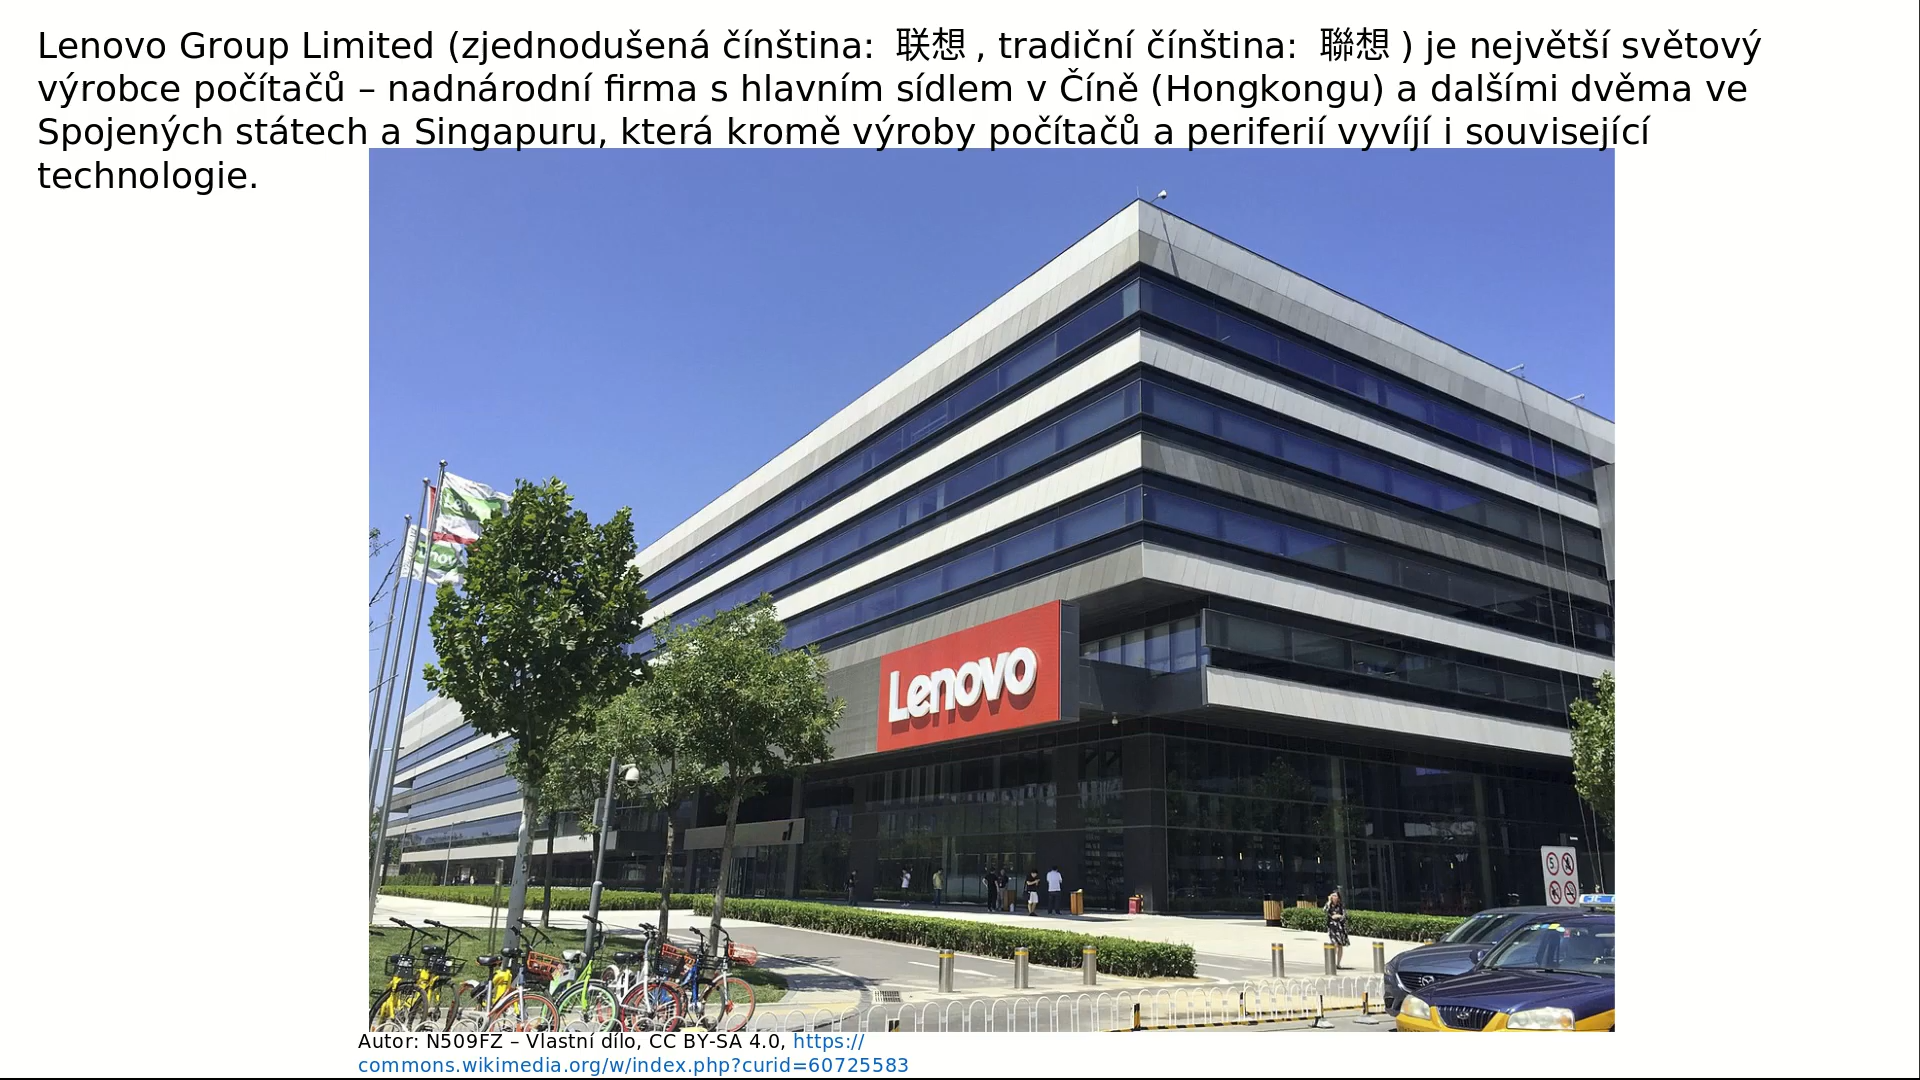 Lenovo Group Limited (zjednodušená čínština: 联想, tradiční čínština: 聯想) je největší světový
výrobce počítačů – nadnárodní firma s hlavním sídlem v Číně (Hongkongu) a dalšími dvěma ve
Spojených státech a Singapuru, která kromě výroby počítačů a periferií vyvíjí i související
technologie.
Lenovo
5
Autor: N509FZ – Vlastní dílo, CC BY-SA 4.0, https://
commons.wikimedia.org/w/index.php?curid=60725583